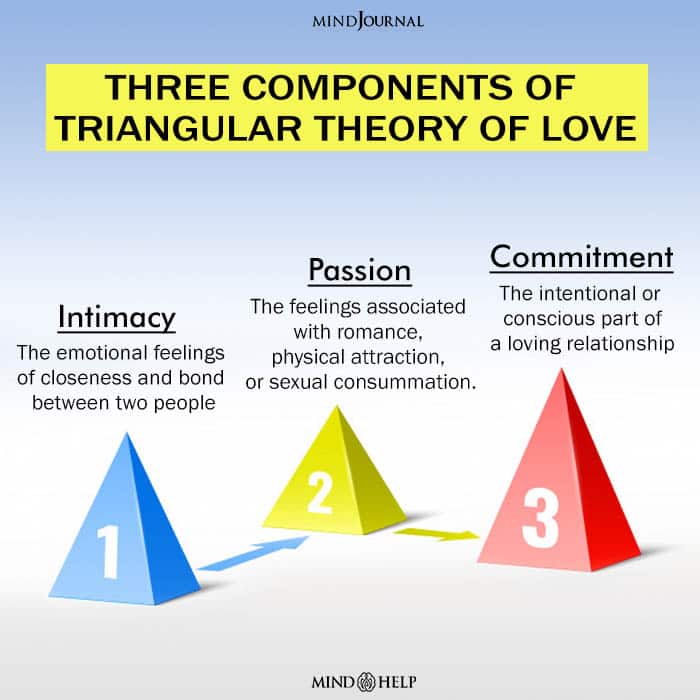 MINDJOURNAL
THREE COMPONENTS OF
TRIANGULAR THEORY OF LOVE
Intimacy
The emotional feelings
of closeness and bond
between two people
Passion
The feelings associated
with romance,
physical attraction,
or sexual consummation.
Commitment
The intentional or
conscious part of
a loving relationship
1
2
3
MIND HELP